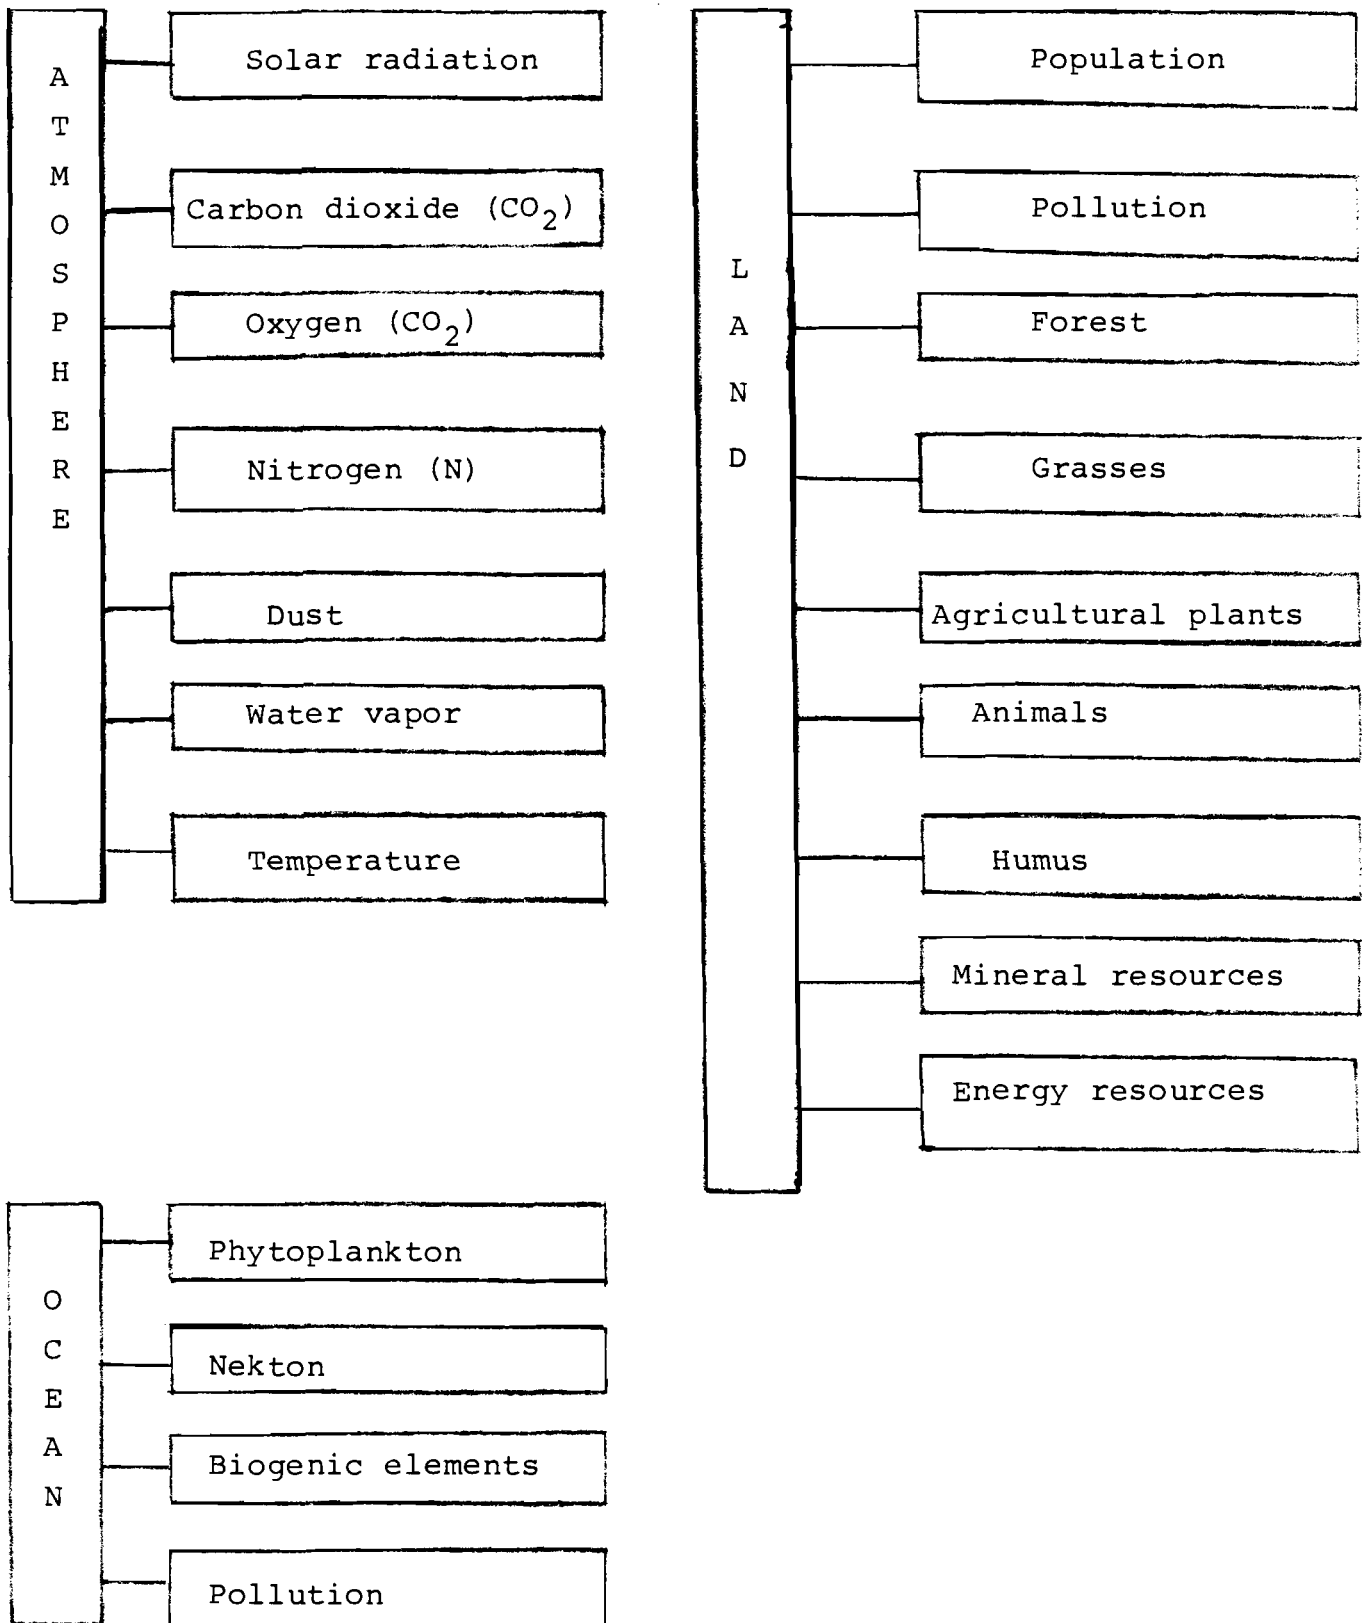 ATMOSPHERE
Solar radiation
Carbon dioxide (CO₂)
Oxygen (CO₂)
Nitrogen (N)
Dust
Water vapor
Temperature
LAND
Population
Pollution
Forest
Grasses
Agricultural plants
Animals
Humus
Mineral resources
Energy resources
OCEAN
Phytoplankton
Nekton
Biogenic elements
Pollution